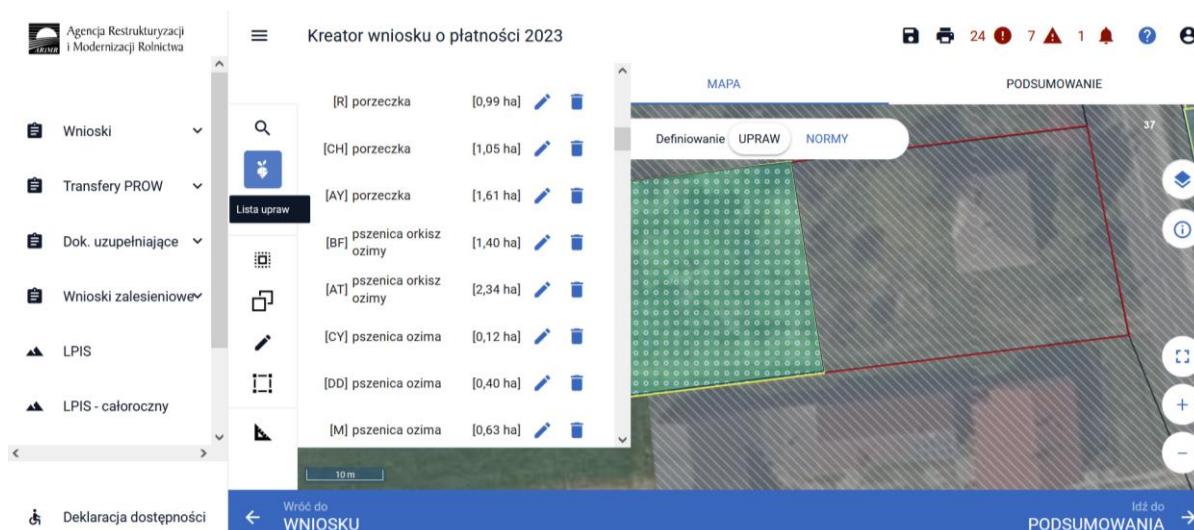 Agencja Restrukturyzacji
i Modernizacji Rolnictwa
ARiMR
Kreator wniosku o płatności 2023
24
7
1
Wnioski
Transfery PROW
Dok. uzupełniające
Wnioski zalesieniowe
LPIS
LPIS - całoroczny
Deklaracja dostępności
Lista upraw
[R] porzeczka [0,99 ha]
[CH] porzeczka [1,05 ha]
[AY] porzeczka [1,61 ha]
[BF] pszenica orkisz ozimy [1,40 ha]
[AT] pszenica orkisz ozimy [2,34 ha]
[CY] pszenica ozima [0,12 ha]
[DD] pszenica ozima [0,40 ha]
[M] pszenica ozima [0,63 ha]
MAPA
PODSUMOWANIE
Definiowanie UPRAW NORMY
37
10 m
Wróć do
WNIOSKU
Idź do
PODSUMOWANIA